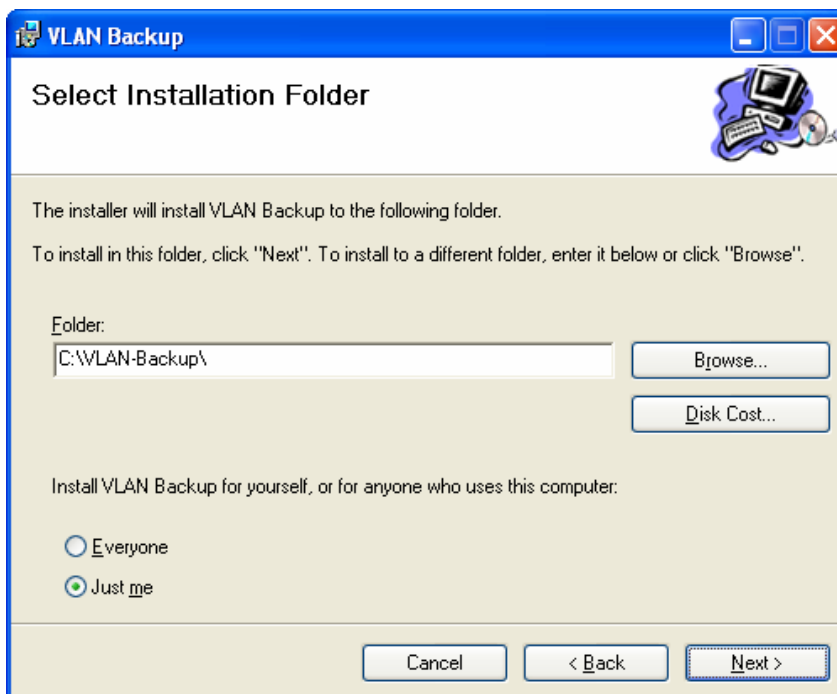 VLAN Backup
Select Installation Folder
The installer will install VLAN Backup to the following folder.
To install in this folder, click "Next". To install to a different folder, enter it below or click "Browse".
Folder:
C:\VLAN-Backup\
Browse...
Disk Cost...
Install VLAN Backup for yourself, or for anyone who uses this computer:
Everyone
Just me
Cancel
< Back
Next >